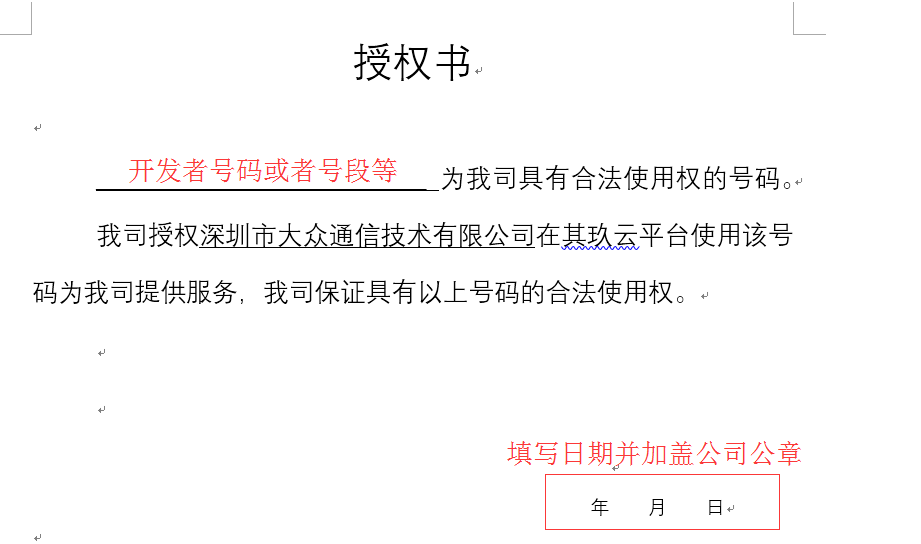 授权书
开发者号码或者号段等 为我司具有合法使用权的号码。
我司授权深圳市大众通信技术有限公司在其玖云平台使用该号
码为我司提供服务，我司保证具有以上号码的合法使用权。
填写日期并加盖公司公章
年 月 日